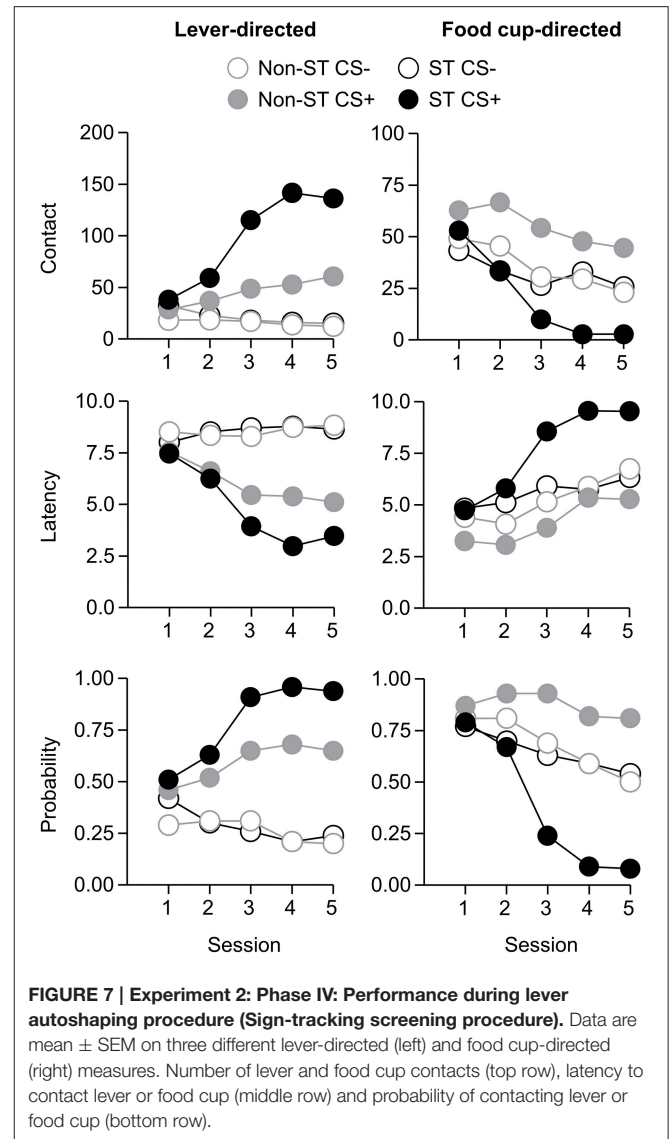 Lever-directed Food cup-directed
Non-ST CS- ST CS-
Non-ST CS+ ST CS+
Contact
200
150
100
50
0
1 2 3 4 5
100
75
50
25
0
1 2 3 4 5
Latency
10.0
7.5
5.0
2.5
0.0
1 2 3 4 5
10.0
7.5
5.0
2.5
0.0
1 2 3 4 5
Probability
1.00
0.75
0.50
0.25
0.00
1 2 3 4 5
Session
1.00
0.75
0.50
0.25
0.00
1 2 3 4 5
Session
FIGURE 7 | Experiment 2: Phase IV: Performance during lever
autoshaping procedure (Sign-tracking screening procedure). Data are
mean ± SEM on three different lever-directed (left) and food cup-directed
(right) measures. Number of lever and food cup contacts (top row), latency to
contact lever or food cup (middle row) and probability of contacting lever or
food cup (bottom row).